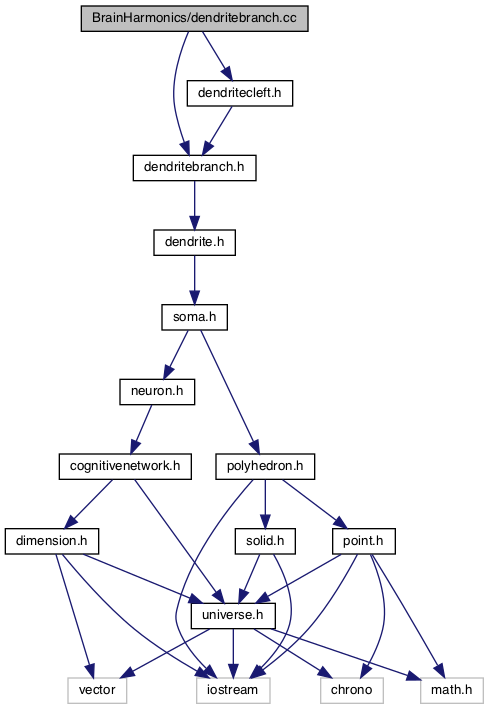 BrainHarmonics/dendritebranch.cc
dendritecleft.h
dendritebranch.h
dendrite.h
soma.h
neuron.h
cognitivenetwork.h
polyhedron.h
dimension.h
solid.h
point.h
universe.h
vector
iostream
chrono
math.h